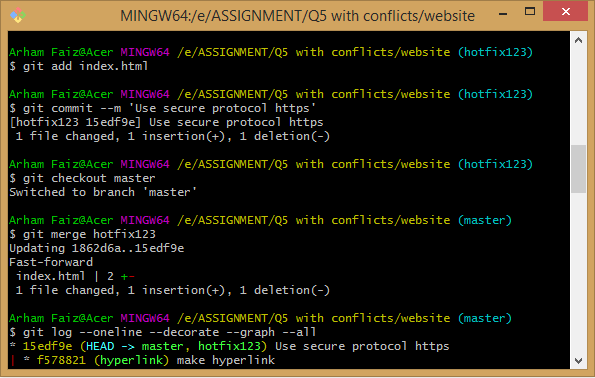 MINGW64:/e/ASSIGNMENT/Q5 with conflicts/website
Arham Faiz@Acer MINGW64 /e/ASSIGNMENT/Q5 with conflicts/website (hotfix123)
$ git add index.html
Arham Faiz@Acer MINGW64 /e/ASSIGNMENT/Q5 with conflicts/website (hotfix123)
$ git commit --m 'Use secure protocol https'
[hotfix123 15edf9e] Use secure protocol https
 1 file changed, 1 insertion(+), 1 deletion(-)
Arham Faiz@Acer MINGW64 /e/ASSIGNMENT/Q5 with conflicts/website (hotfix123)
$ git checkout master
Switched to branch 'master'
Arham Faiz@Acer MINGW64 /e/ASSIGNMENT/Q5 with conflicts/website (master)
$ git merge hotfix123
Updating 1862d6a..15edf9e
Fast-forward
 index.html | 2 +-
 1 file changed, 1 insertion(+), 1 deletion(-)
Arham Faiz@Acer MINGW64 /e/ASSIGNMENT/Q5 with conflicts/website (master)
$ git log --oneline --decorate --graph --all
* 15edf9e (HEAD -> master, hotfix123) Use secure protocol https
| * f578821 (hyperlink) make hyperlink